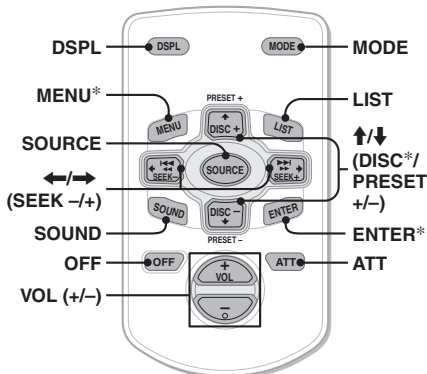 DSPL
DSPL
MODE
MODE
PRESET +
MENU*
MENU
DISC +
LIST
LIST
SOURCE
SEEK–
SOURCE
SEEK+
←/→
(SEEK –/+)
↑/↓
(DISC*/
PRESET
+/–)
SOUND
SOUND
DISC –
PRESET –
ENTER
ENTER*
OFF
OFF
+
VOL
–
ATT
ATT
VOL (+/–)